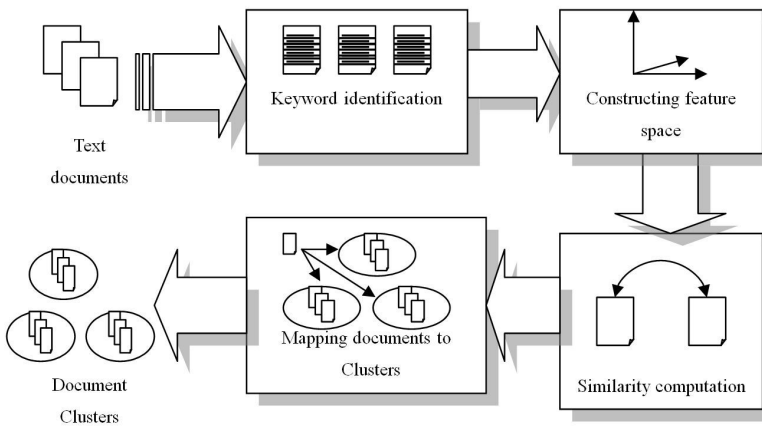 Text
documents
Keyword identification
Constructing feature
space
Similarity computation
Mapping documents to
Clusters
Document
Clusters